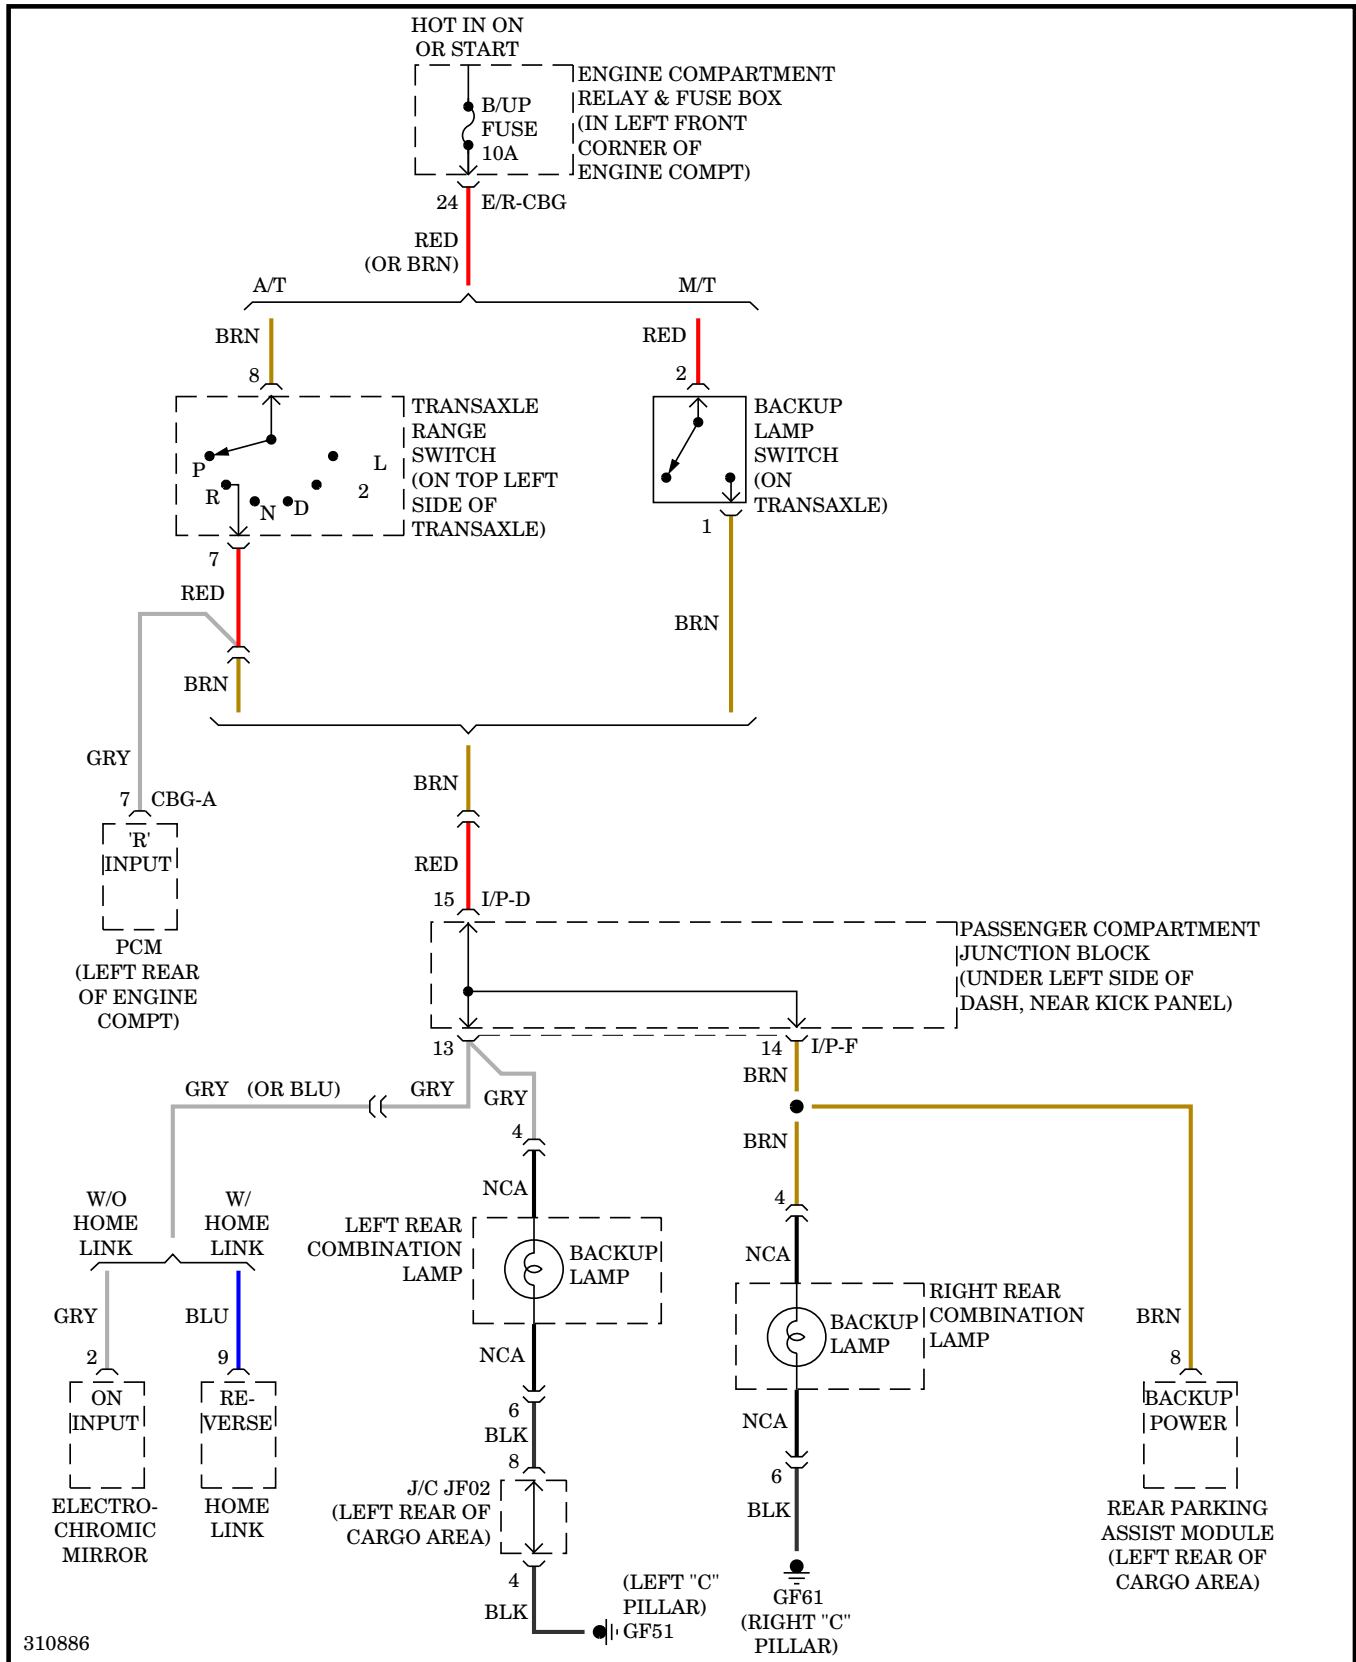 HOT IN ON
OR START
B/UP
FUSE
10A
ENGINE COMPARTMENT
RELAY & FUSE BOX
(IN LEFT FRONT
CORNER OF
ENGINE COMPT)
24 E/R-CBG
RED
(OR BRN)
A/T
M/T
BRN
8
RED
2
P
R
N
D
2
L
TRANSAXLE
RANGE
SWITCH
(ON TOP LEFT
SIDE OF
TRANSAXLE)
BACKUP
LAMP
SWITCH
(ON
TRANSAXLE)
7
1
RED
BRN
BRN
GRY
7 CBG-A
'R'
INPUT
PCM
(LEFT REAR
OF ENGINE
COMPT)
BRN
RED
15 I/P-D
PASSENGER COMPARTMENT
JUNCTION BLOCK
(UNDER LEFT SIDE OF
DASH, NEAR KICK PANEL)
13
14 I/P-F
GRY (OR BLU)
GRY
GRY
4
BRN
BRN
4
NCA
NCA
W/O
HOME
LINK
W/
HOME
LINK
LEFT REAR
COMBINATION
LAMP
BACKUP
LAMP
BACKUP
LAMP
RIGHT REAR
COMBINATION
LAMP
GRY
2
BLU
9
BRN
8
ON
INPUT
ELECTRO-
CHROMIC
MIRROR
RE-
VERSE
HOME
LINK
NCA
6
BLK
8
J/C JF02
(LEFT REAR OF
CARGO AREA)
4
BLK
(LEFT "C"
PILLAR)
GF51
NCA
6
BLK
GF61
(RIGHT "C"
PILLAR)
BACKUP
POWER
REAR PARKING
ASSIST MODULE
(LEFT REAR OF
CARGO AREA)
310886